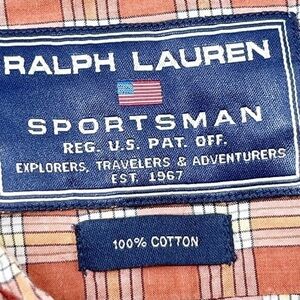 RALPH LAUREN
SPORTSMAN
REG. U.S. PAT. OFF.
EXPLORERS, TRAVELERS & ADVENTURERS
EST. 1967
100% COTTON